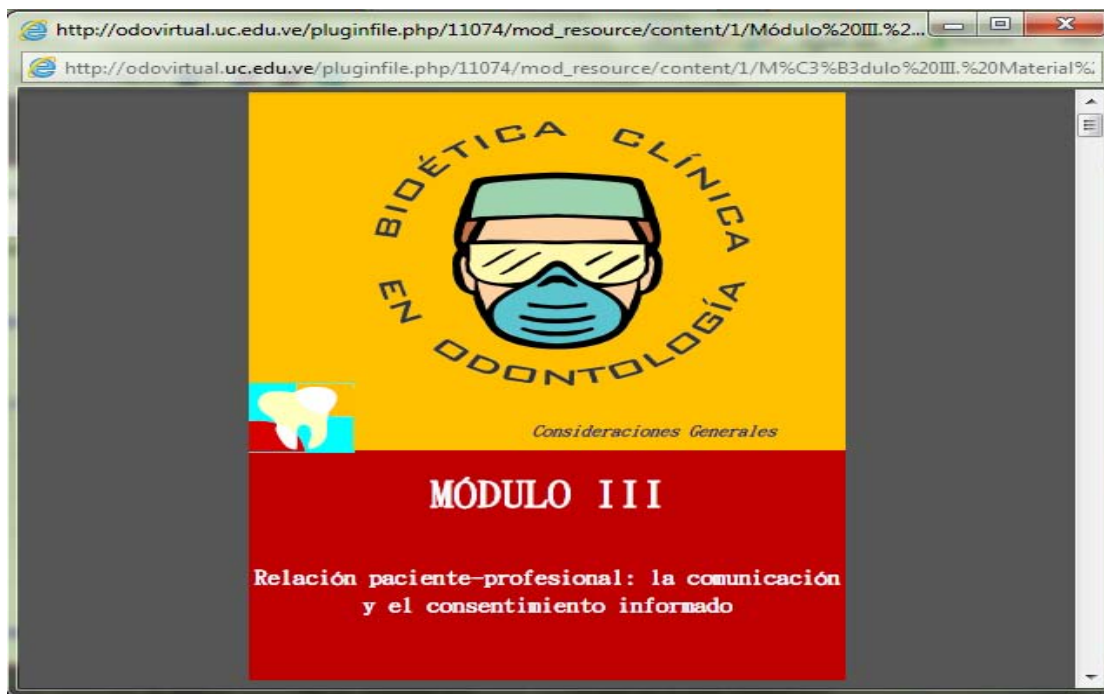 http://odovirtual.uc.edu.ve/pluginfile.php/11074/mod_resource/content/1/Módulo%20III.%2...
http://odovirtual.uc.edu.ve/pluginfile.php/11074/mod_resource/content/1/M%C3%B3dulo%20III.%20Material%
BIOÉTICA CLÍNICA
EN ODONTOLOGÍA
Consideraciones Generales
MÓDULO III
Relación paciente-profesional: la comunicación
y el consentimiento informado